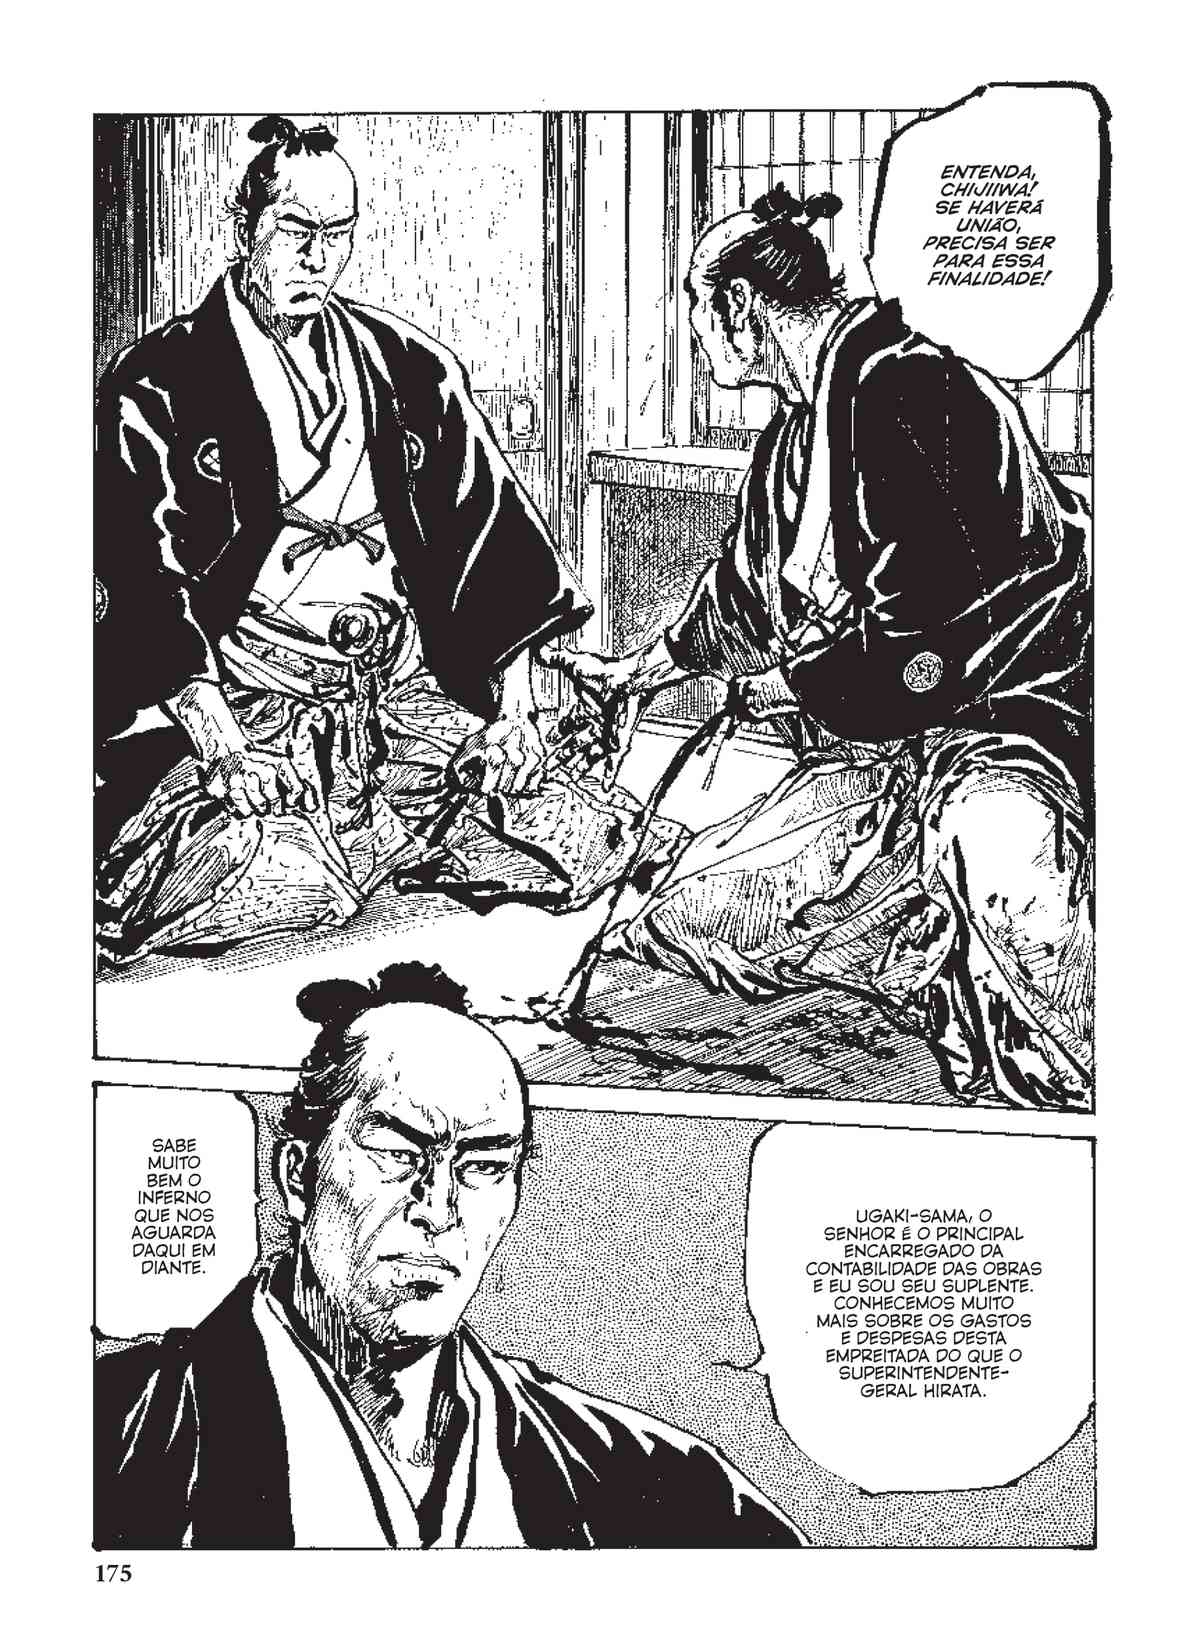 ENTENDA,
CHIJIIWA!
SE HAVERÁ
UNIÃO,
PRECISA SER
PARA ESSA
FINALIDADE!
UGAKI-SAMA, O
SENHOR É O PRINCIPAL
ENCARREGADO DA
CONTABILIDADE DAS OBRAS
E EU SOU SEU SUPLENTE.
CONHECEMOS MUITO
MAIS SOBRE OS GASTOS
E DESPESAS DESTA
EMPREITADA DO QUE O
SUPERINTENDENTE-
GERAL HIRATA.
SABE
MUITO
BEM O
INFERNO
QUE NOS
AGUARDA
DAQUI EM
DIANTE.
175